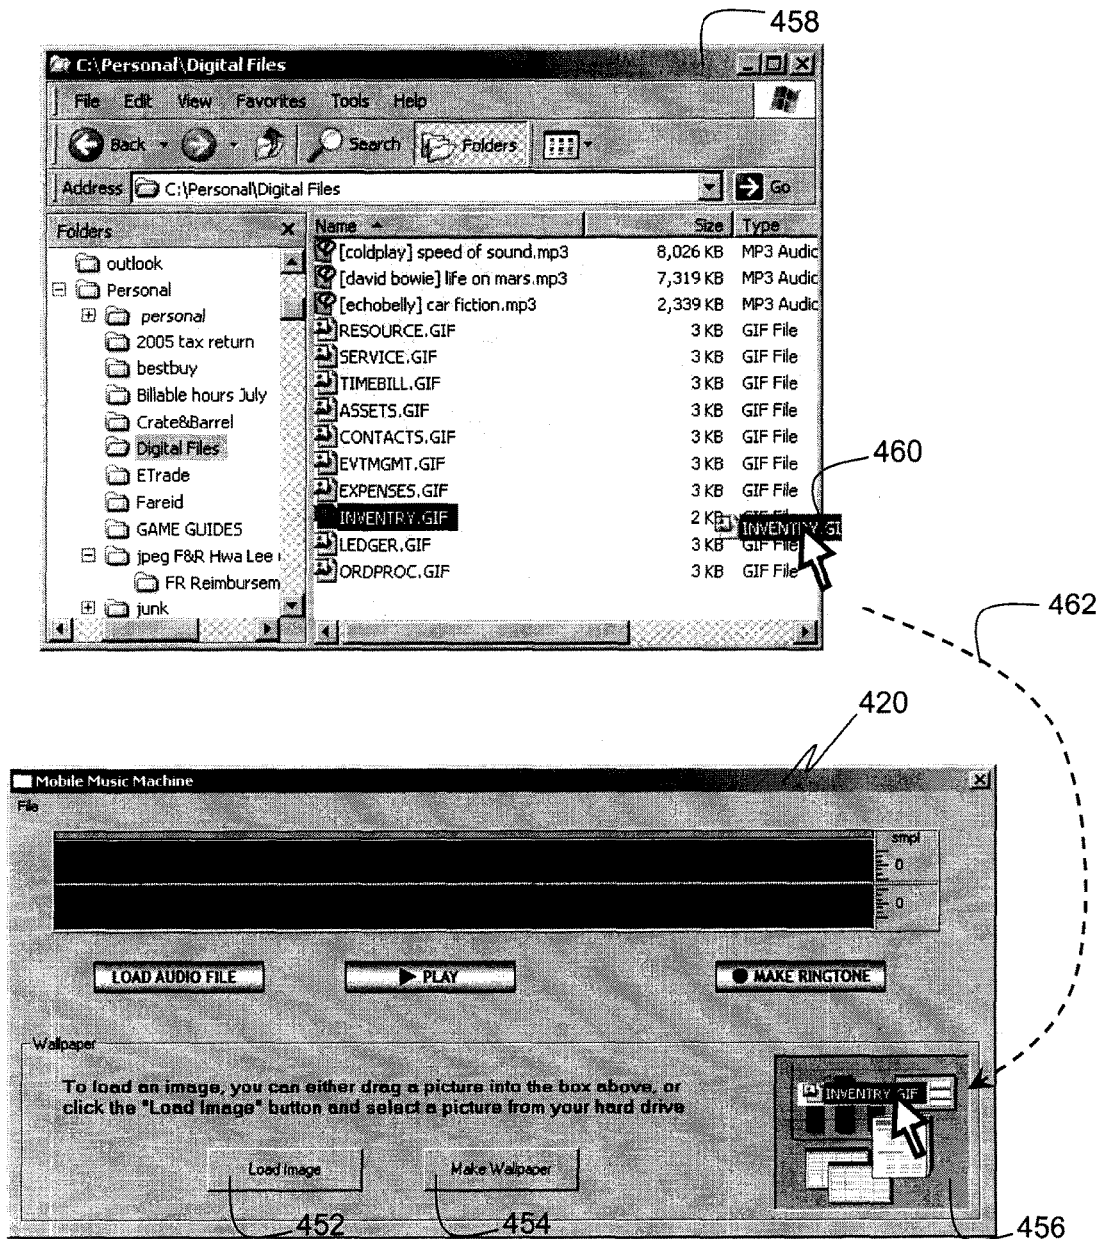 458
C:\Personal\Digital Files
File Edit View Favorites Tools Help
Back Search Folders
Address C:\Personal\Digital Files Go
Folders
outlook
Personal
personal
2005 tax return
bestbuy
Billable hours July
Crate&Barrel
Digital Files
ETrade
Fareid
GAME GUIDES
jpeg F&R Hwa Lee
FR Reimbursem
junk
Name Size Type
[coldplay] speed of sound.mp3 8,026 KB MP3 Audio
[david bowie] life on mars.mp3 7,319 KB MP3 Audio
[echobelly] car fiction.mp3 2,339 KB MP3 Audio
RESOURCE.GIF 3 KB GIF File
SERVICE.GIF 3 KB GIF File
TIMEBILL.GIF 3 KB GIF File
ASSETS.GIF 3 KB GIF File
CONTACTS.GIF 3 KB GIF File
EVTMGMT.GIF 3 KB GIF File
EXPENSES.GIF 3 KB GIF File
INVENTRY.GIF 2 KB GIF File
LEDGER.GIF 3 KB GIF File
ORDPROC.GIF 3 KB GIF File
INVENTRY.GI
460
462
420
Mobile Music Machine
File
smpl
0
0
LOAD AUDIO FILE
PLAY
MAKE RINGTONE
Wallpaper
To load an image, you can either drag a picture into the box above, or
click the "Load Image" button and select a picture from your hard drive
Load Image
Make Wallpaper
INVENTRY.GIF
452
454
456